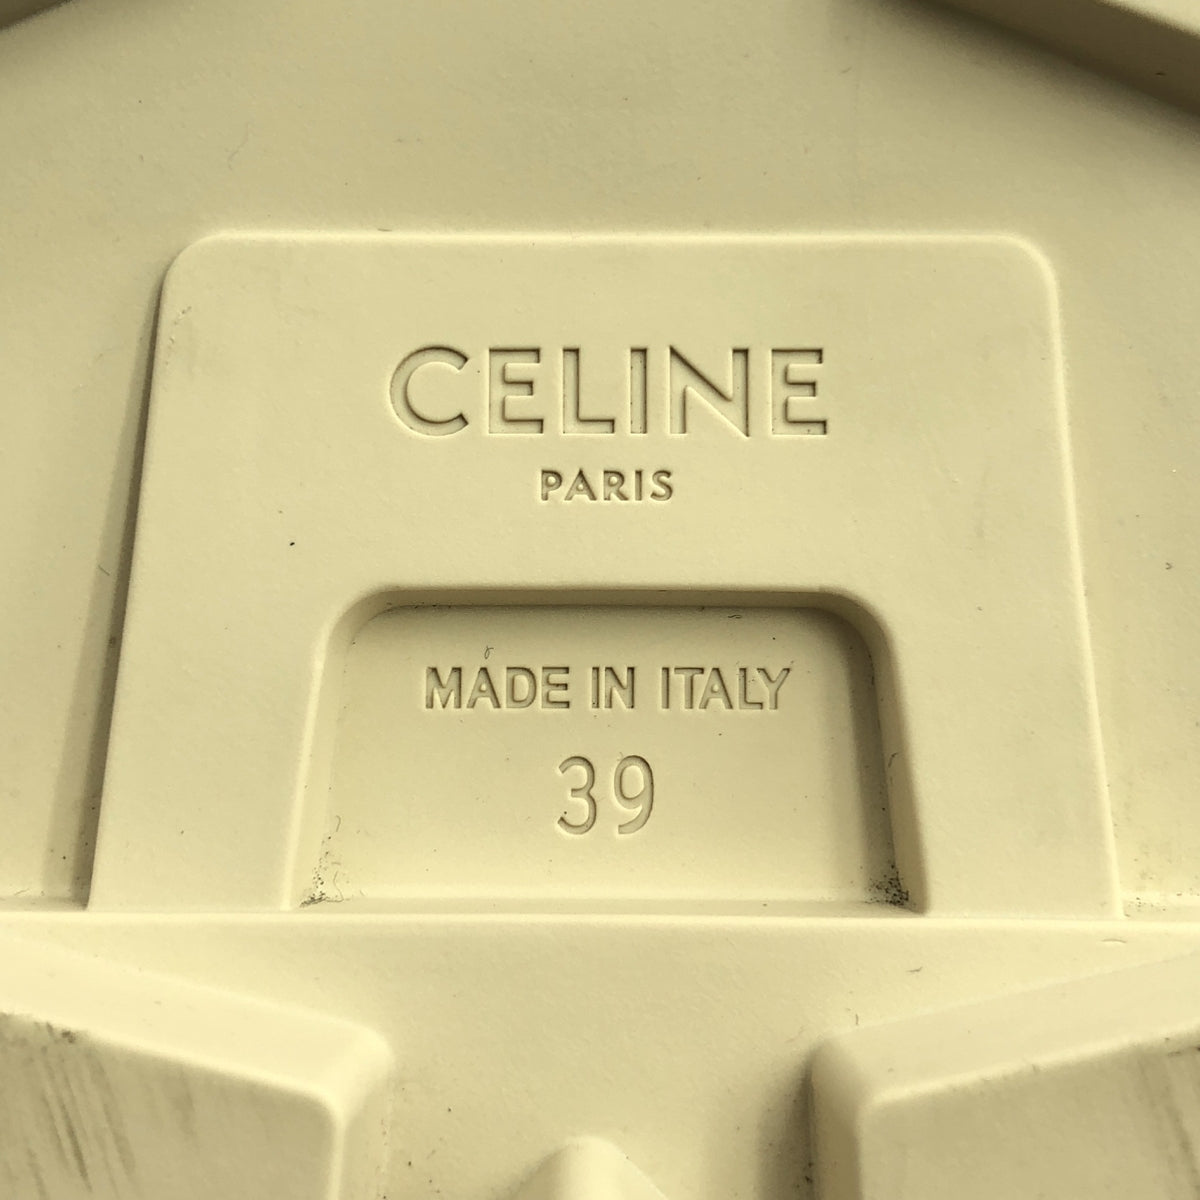 CELINE
PARIS
MADE IN ITALY
39